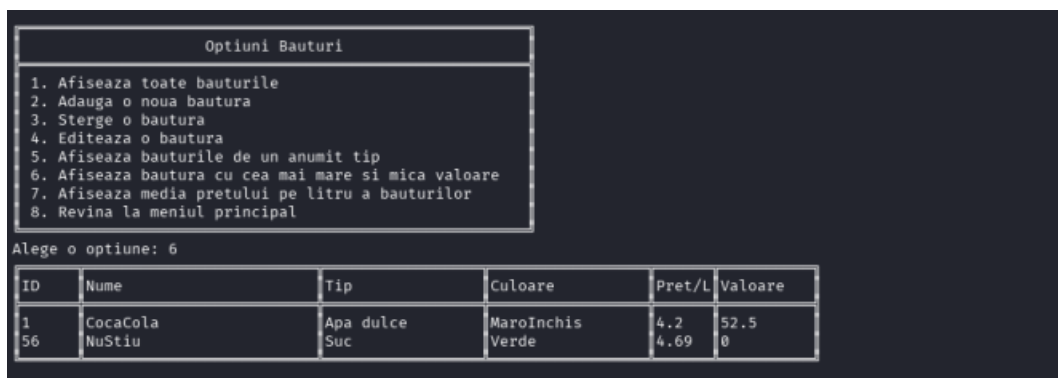 Optiuni Bauturi
1. Afiseaza toate bauturile
2. Adauga o noua bautura
3. Sterge o bautura
4. Editeaza o bautura
5. Afiseaza bauturile de un anumit tip
6. Afiseaza bautura cu cea mai mare si mica valoare
7. Afiseaza media pretului pe litru a bauturilor
8. Revina la meniul principal
Alege o optiune: 6
ID Nume Tip Culoare Pret/L Valoare
1 CocaCola Apa dulce MaroInchis 4.2 52.5
56 NuStiu Suc Verde 4.69 0